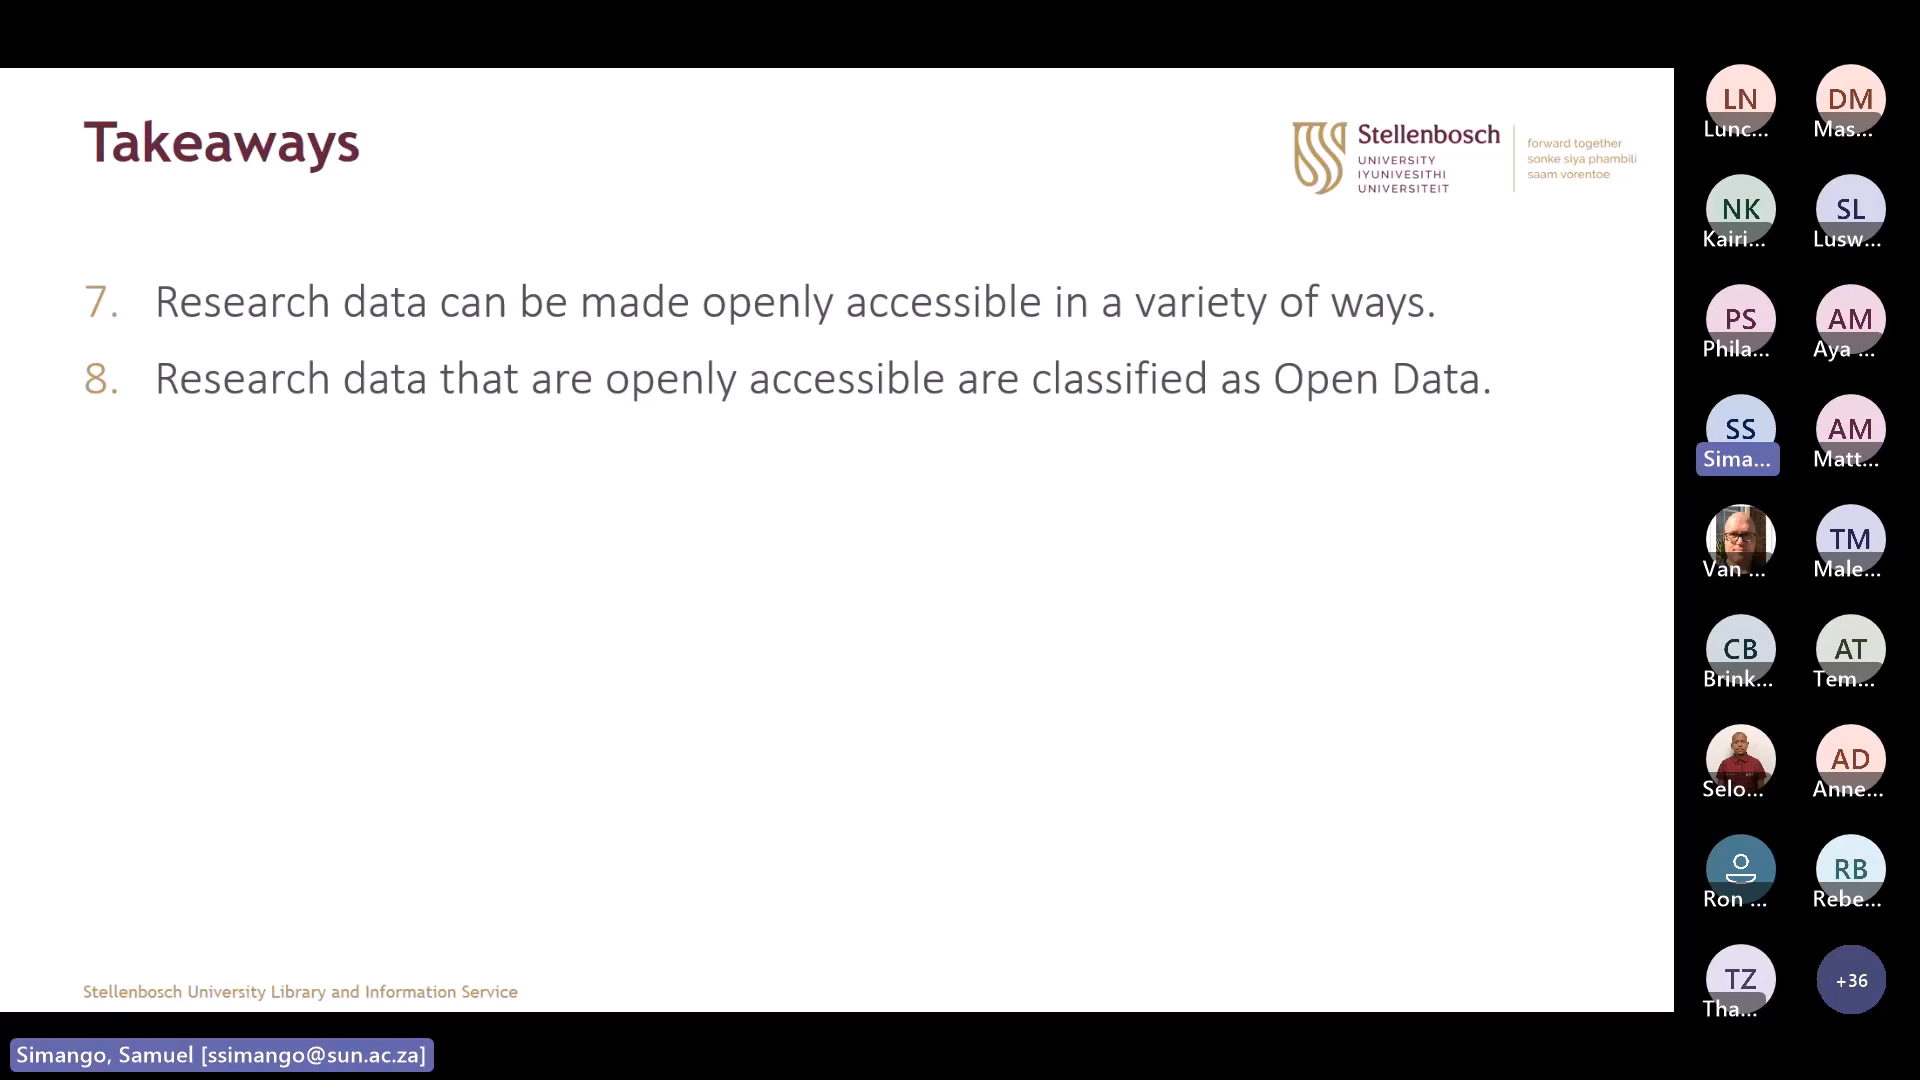 Takeaways
Stellenbosch
UNIVERSITY
IYUNIVESITHI
UNIVERSITEIT
forward together
sonke siya phambili
saam vorentoe
7. Research data can be made openly accessible in a variety of ways.
8. Research data that are openly accessible are classified as Open Data.
Stellenbosch University Library and Information Service
Simango, Samuel [ssimango@sun.ac.za]
LN
Lunc...
DM
Mas...
NK
Kairi...
SL
Lusw...
PS
Phila...
AM
Aya ...
SS
Sima...
AM
Matt...
Van ...
TM
Male...
CB
Brink...
AT
Tem...
Selo...
AD
Anne...
Ron ...
RB
Rebe...
TZ
Tha...
+36